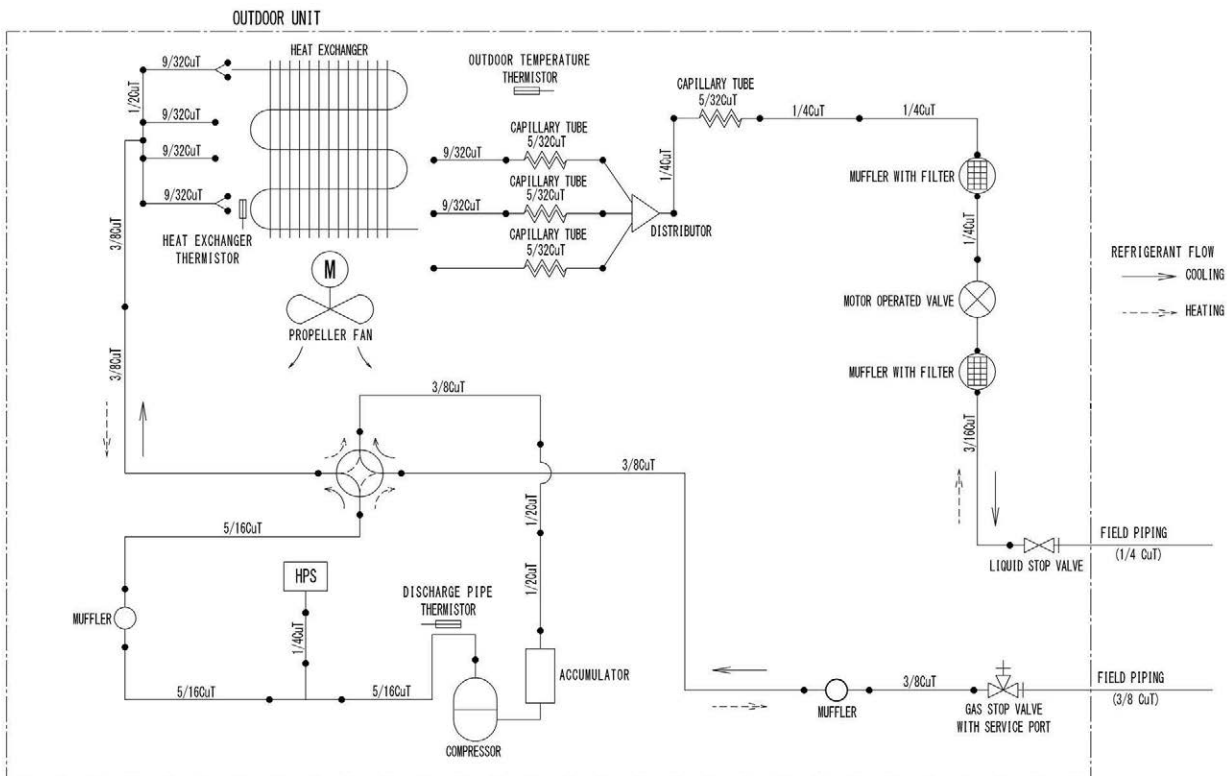 OUTDOOR UNIT
HEAT EXCHANGER
9/32CuT
1/2CuT
9/32CuT
9/32CuT
9/32CuT
HEAT EXCHANGER
THERMISTOR
3/8CuT
3/8CuT
M
PROPELLER FAN
OUTDOOR TEMPERATURE
THERMISTOR
CAPILLARY TUBE
5/32CuT
9/32CuT
CAPILLARY TUBE
5/32CuT
9/32CuT
CAPILLARY TUBE
5/32CuT
DISTRIBUTOR
1/4CuT
CAPILLARY TUBE
5/32CuT
1/4CuT
1/4CuT
MUFFLER WITH FILTER
1/4CuT
MOTOR OPERATED VALVE
MUFFLER WITH FILTER
3/16CuT
REFRIGERANT FLOW
COOLING
HEATING
3/8CuT
3/8CuT
1/2CuT
1/2CuT
5/16CuT
MUFFLER
HPS
1/4CuT
5/16CuT
5/16CuT
DISCHARGE PIPE
THERMISTOR
COMPRESSOR
ACCUMULATOR
LIQUID STOP VALVE
FIELD PIPING
(1/4 CuT)
MUFFLER
3/8CuT
GAS STOP VALVE
WITH SERVICE PORT
FIELD PIPING
(3/8 CuT)